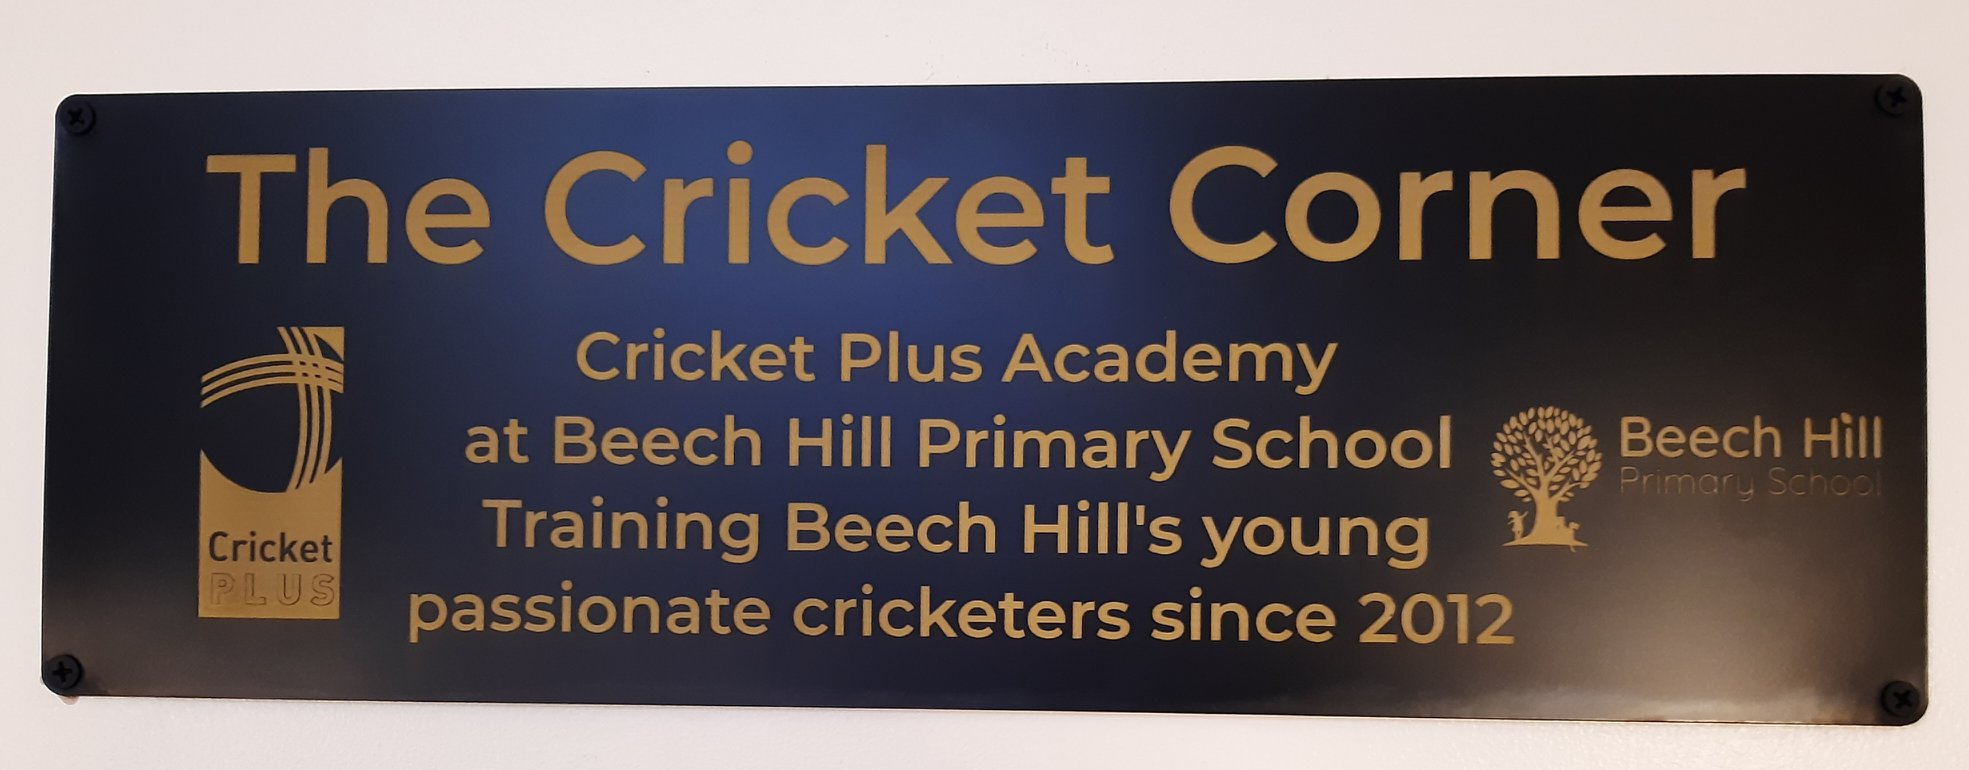 The Cricket Corner
Cricket Plus Academy
at Beech Hill Primary School
Training Beech Hill's young
passionate cricketers since 2012
Cricket
PLUS
Beech Hill
Primary School